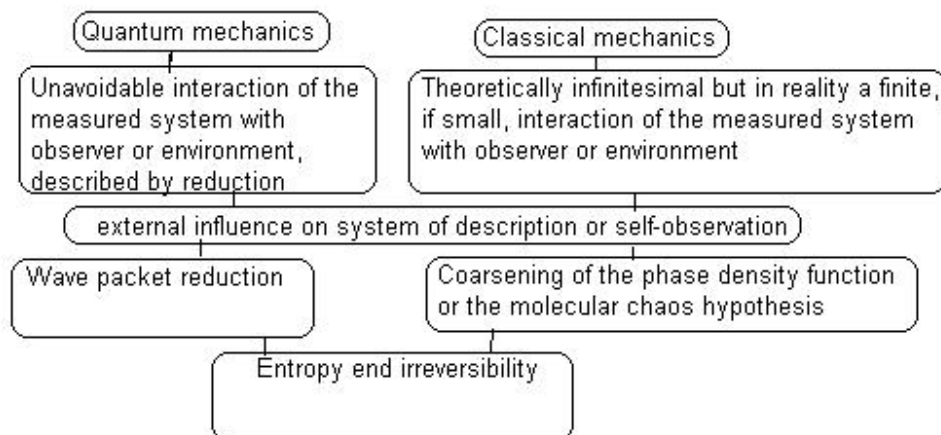 Quantum mechanics
Classical mechanics
Unavoidable interaction of the
measured system with
observer or environment,
described by reduction
Theoretically infinitesimal but in reality a finite,
if small, interaction of the measured system
with observer or environment
external influence on system of description or self-observation
Wave packet reduction
Coarsening of the phase density function
or the molecular chaos hypothesis
Entropy end irreversibility